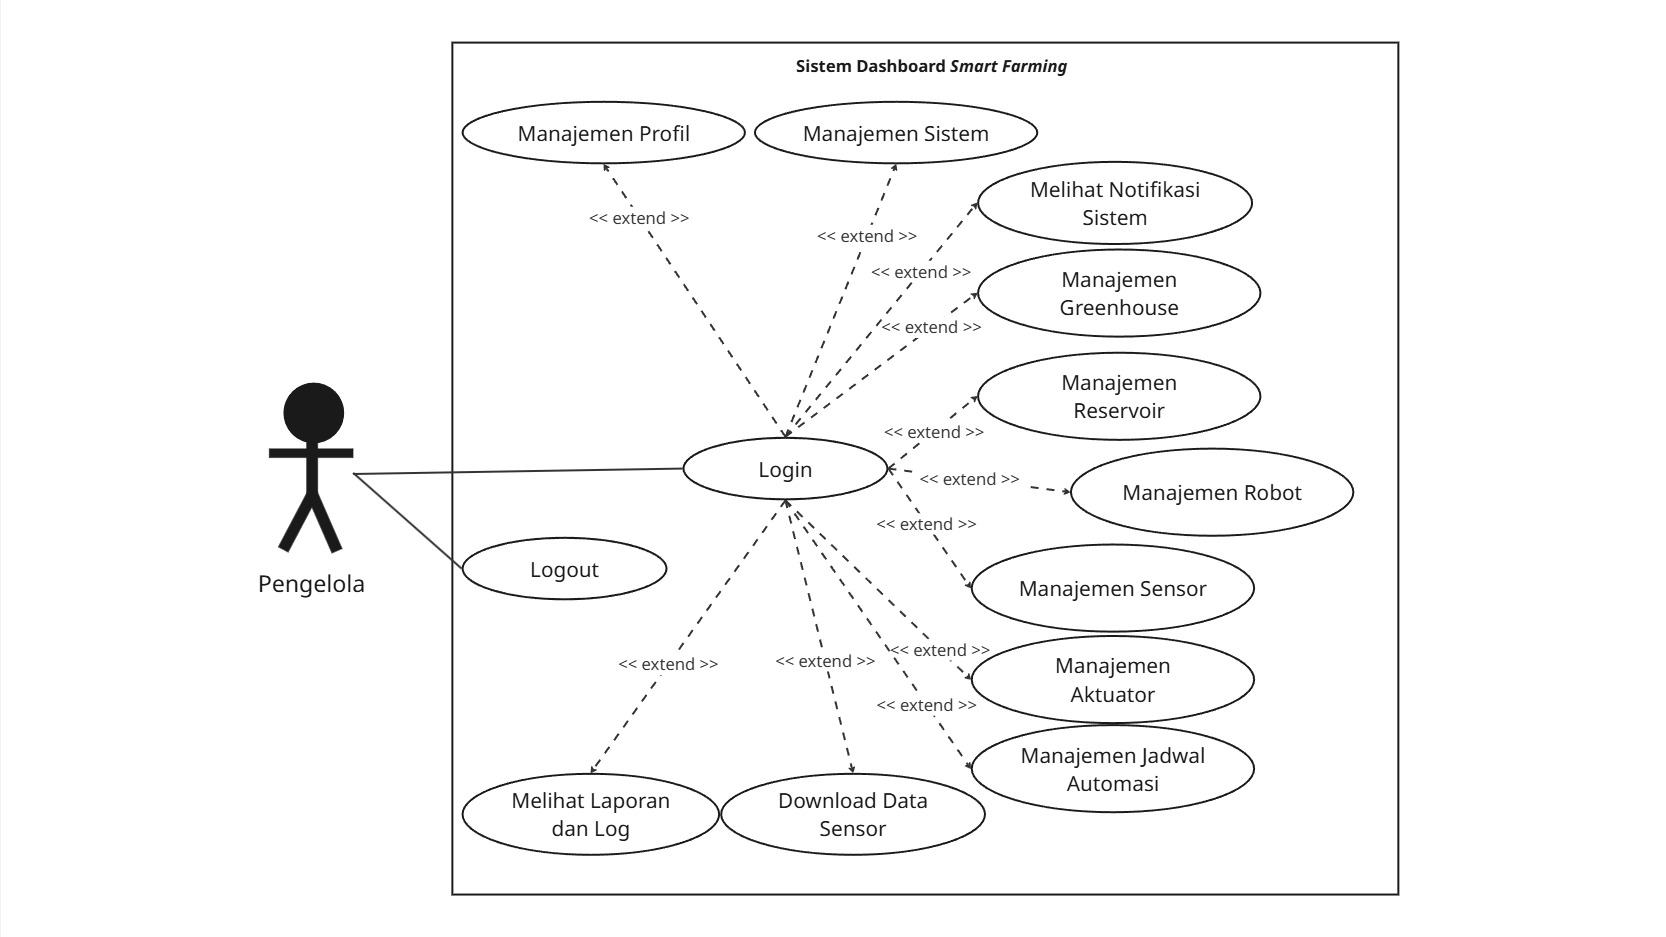 Sistem Dashboard Smart Farming
Manajemen Profil
Manajemen Sistem
Melihat Notifikasi
Sistem
<< extend >>
<< extend >>
<< extend >>
Manajemen
Greenhouse
<< extend >>
Manajemen
Reservoir
<< extend >>
Login
<< extend >>
Manajemen Robot
<< extend >>
Logout
Pengelola
Manajemen Sensor
<< extend >>
<< extend >>
<< extend >>
Manajemen
Aktuator
<< extend >>
Manajemen Jadwal
Automasi
Melihat Laporan
dan Log
Download Data
Sensor